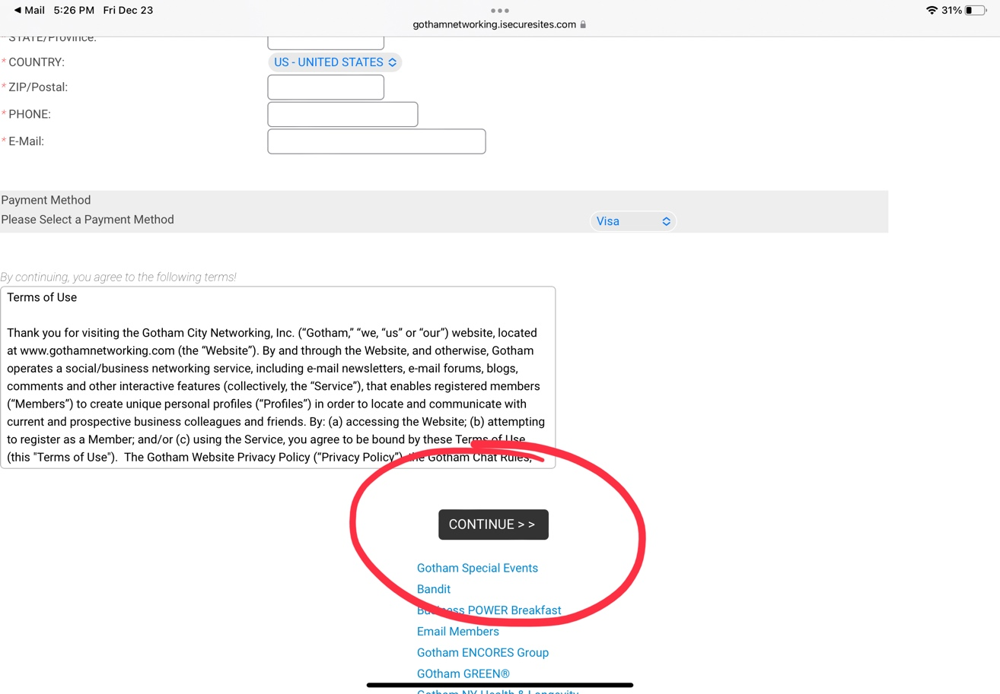 ◀ Mail 5:26 PM Fri Dec 23
31%
gothamnetworking.isecuresites.com
* STATE/Province:
* COUNTRY: US - UNITED STATES
* ZIP/Postal:
* PHONE:
* E-Mail:
Payment Method
Please Select a Payment Method Visa
By continuing, you agree to the following terms!
Terms of Use
Thank you for visiting the Gotham City Networking, Inc. (“Gotham,” “we, “us” or “our”) website, located
at www.gothamnetworking.com (the “Website”). By and through the Website, and otherwise, Gotham
operates a social/business networking service, including e-mail newsletters, e-mail forums, blogs,
comments and other interactive features (collectively, the “Service”), that enables registered members
(“Members”) to create unique personal profiles (“Profiles”) in order to locate and communicate with
current and prospective business colleagues and friends. By: (a) accessing the Website; (b) attempting
to register as a Member; and/or (c) using the Service, you agree to be bound by these Terms of Use
(this "Terms of Use"). The Gotham Website Privacy Policy (“Privacy Policy”), the Gotham Chat Rules,
CONTINUE > >
Gotham Special Events
Bandit
Business POWER Breakfast
Email Members
Gotham ENCORES Group
GOtham GREEN®
Gotham NY Health & Longevity